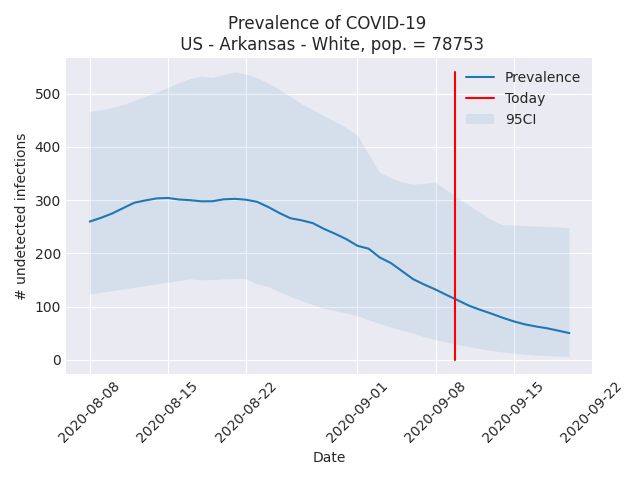 Prevalence of COVID-19
US - Arkansas - White, pop. = 78753
Prevalence
Today
95CI
# undetected infections
500
400
300
200
100
0
2020-08-08
2020-08-15
2020-08-22
2020-09-01
2020-09-08
2020-09-15
2020-09-22
Date